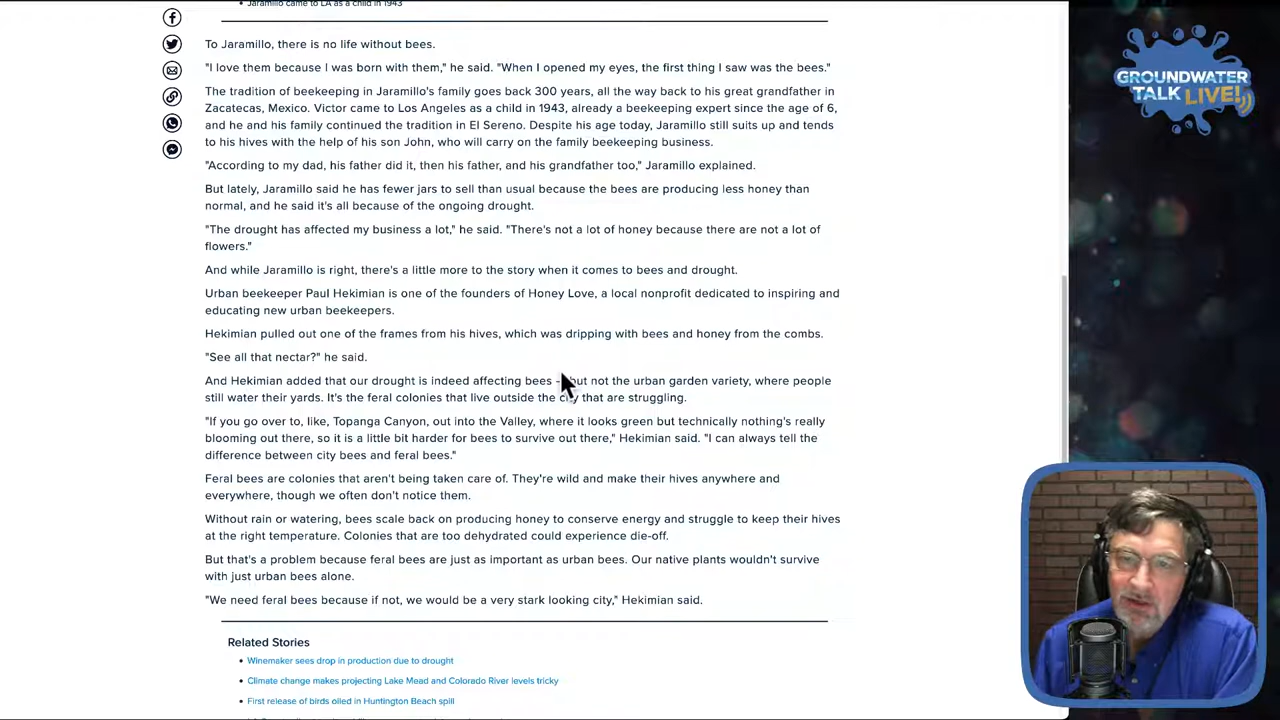 Jaramillo came to LA as a child in 1943
To Jaramillo, there is no life without bees.
"I love them because I was born with them," he said. "When I opened my eyes, the first thing I saw was the bees."
The tradition of beekeeping in Jaramillo's family goes back 300 years, all the way back to his great grandfather in
Zacatecas, Mexico. Victor came to Los Angeles as a child in 1943, already a beekeeping expert since the age of 6,
and he and his family continued the tradition in El Sereno. Despite his age today, Jaramillo still suits up and tends
to his hives with the help of his son John, who will carry on the family beekeeping business.
"According to my dad, his father did it, then his father, and his grandfather too," Jaramillo explained.
But lately, Jaramillo said he has fewer jars to sell than usual because the bees are producing less honey than
normal, and he said it's all because of the ongoing drought.
"The drought has affected my business a lot," he said. "There's not a lot of honey because there are not a lot of
flowers."
And while Jaramillo is right, there's a little more to the story when it comes to bees and drought.
Urban beekeeper Paul Hekimian is one of the founders of Honey Love, a local nonprofit dedicated to inspiring and
educating new urban beekeepers.
Hekimian pulled out one of the frames from his hives, which was dripping with bees and honey from the combs.
"See all that nectar?" he said.
And Hekimian added that our drought is indeed affecting bees - but not the urban garden variety, where people
still water their yards. It's the feral colonies that live outside the city that are struggling.
"If you go over to, like, Topanga Canyon, out into the Valley, where it looks green but technically nothing's really
blooming out there, so it is a little bit harder for bees to survive out there," Hekimian said. "I can always tell the
difference between city bees and feral bees."
Feral bees are colonies that aren't being taken care of. They're wild and make their hives anywhere and
everywhere, though we often don't notice them.
Without rain or watering, bees scale back on producing honey to conserve energy and struggle to keep their hives
at the right temperature. Colonies that are too dehydrated could experience die-off.
But that's a problem because feral bees are just as important as urban bees. Our native plants wouldn't survive
with just urban bees alone.
"We need feral bees because if not, we would be a very stark looking city," Hekimian said.
Related Stories
Winemaker sees drop in production due to drought
Climate change makes projecting Lake Mead and Colorado River levels tricky
First release of birds oiled in Huntington Beach spill
GROUNDWATER
TALK LIVE!